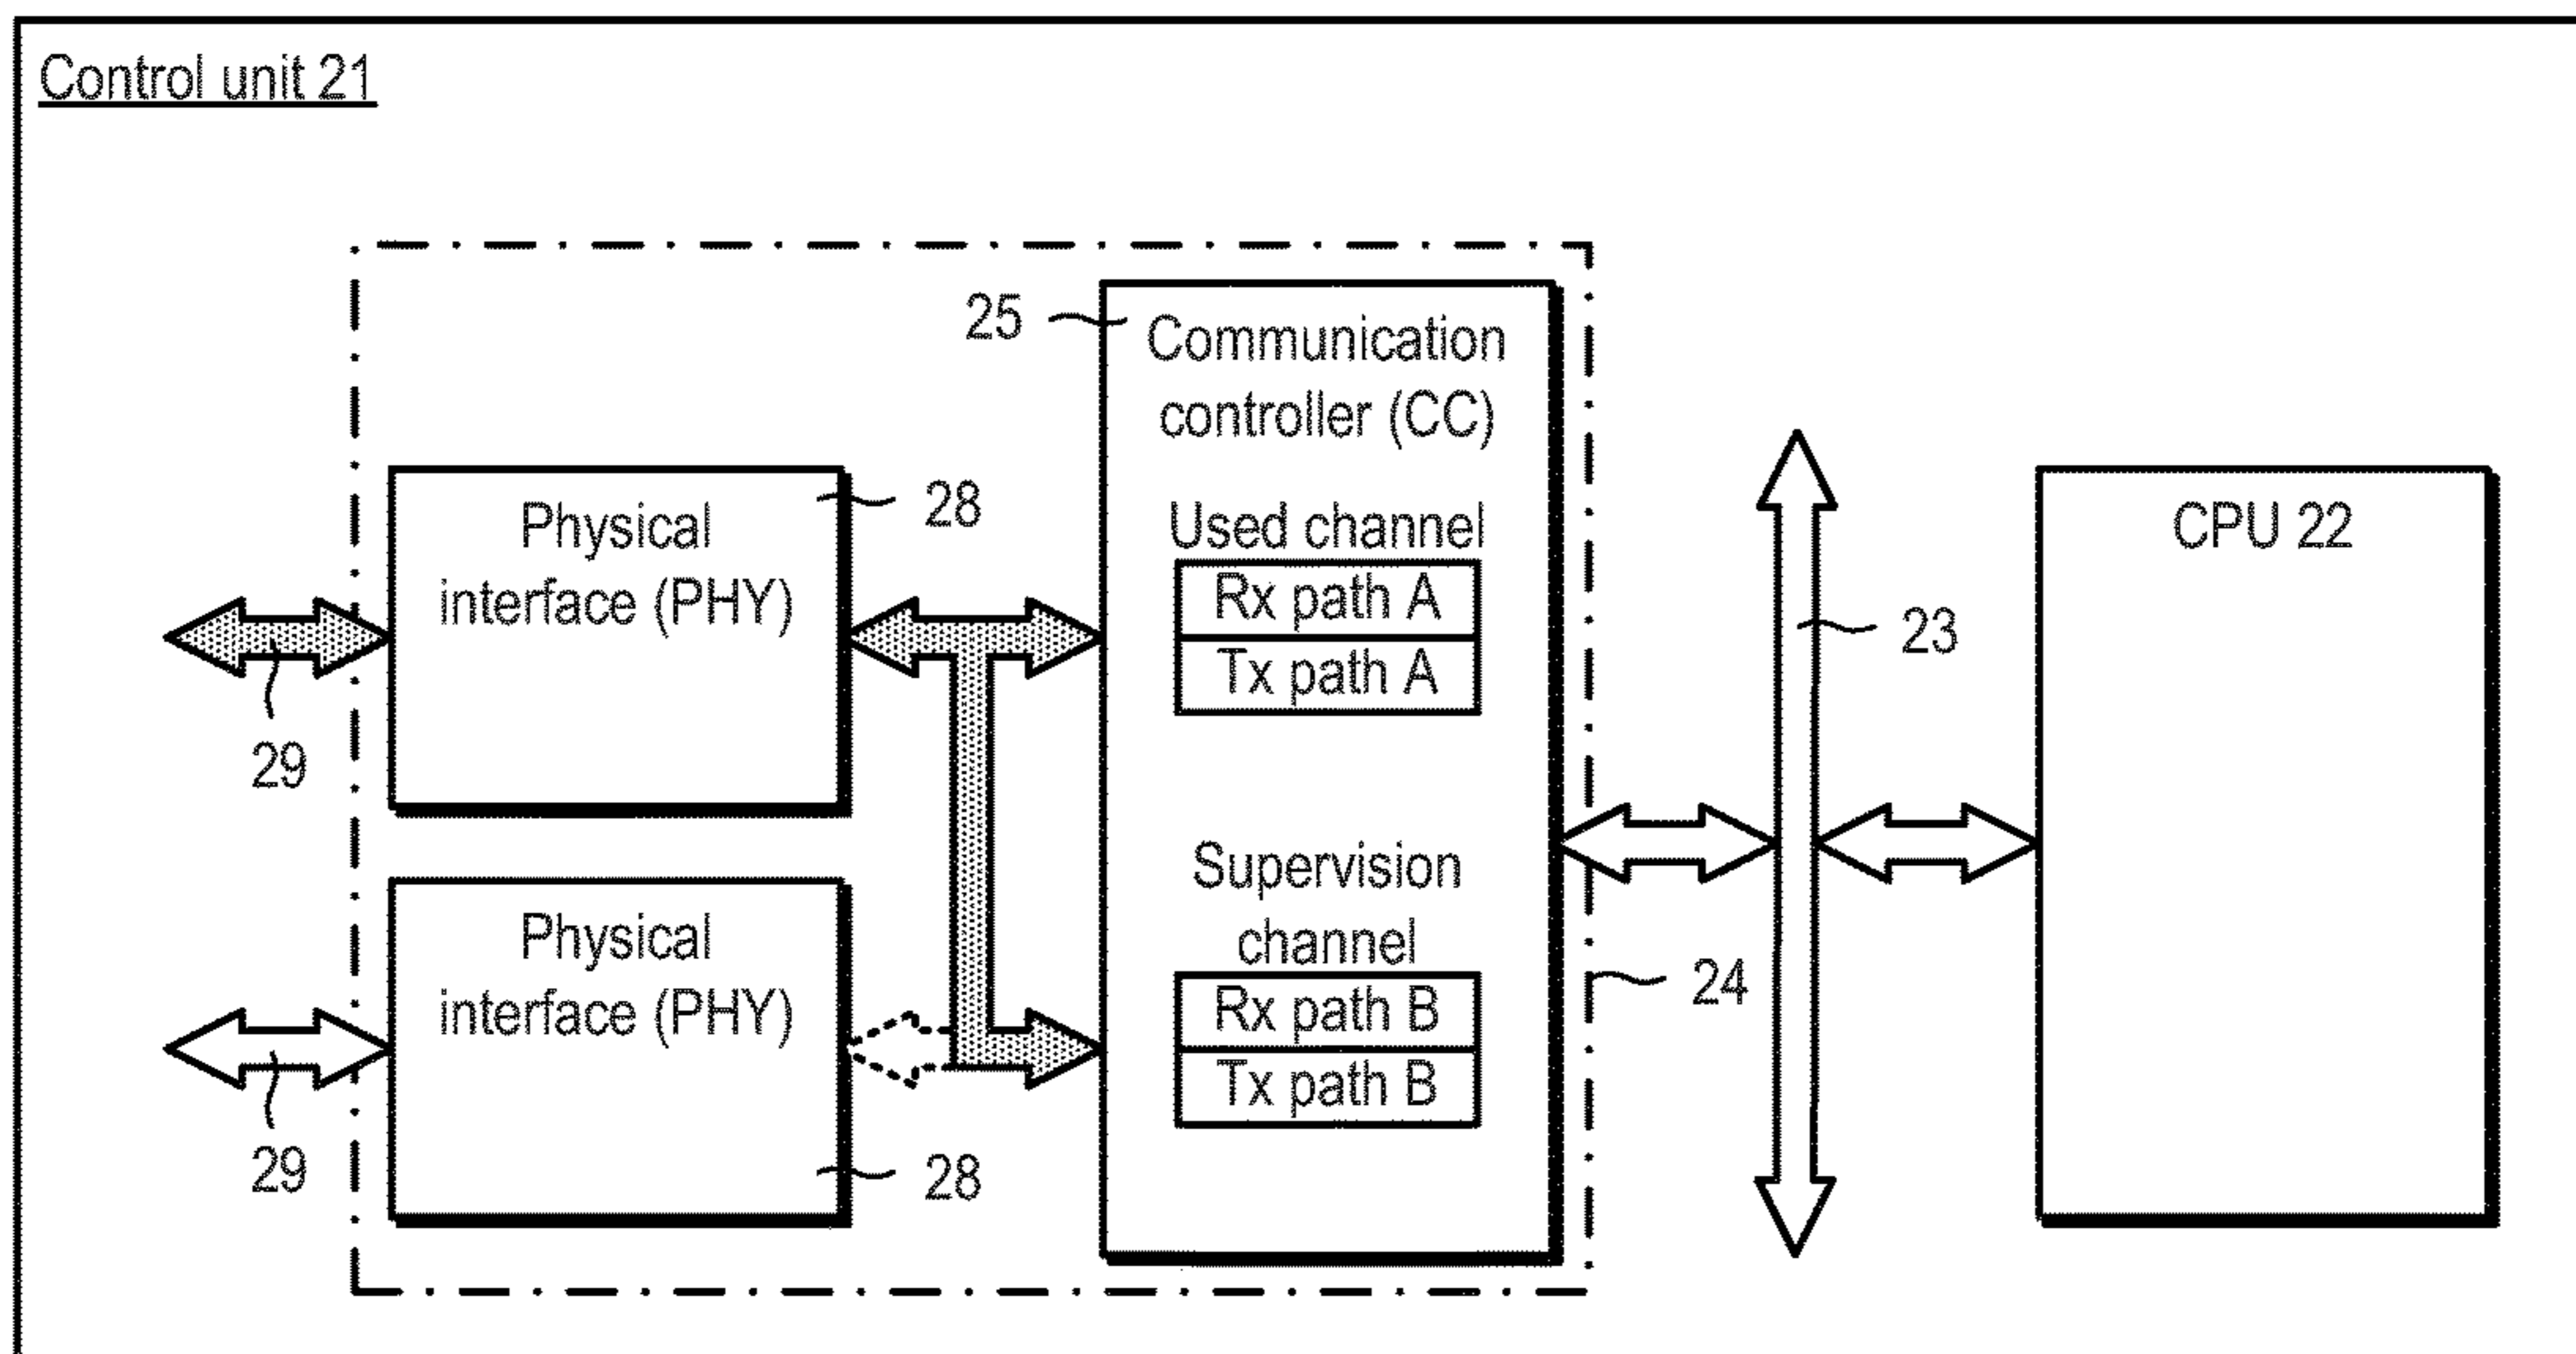 Control unit 21
25
Communication
controller (CC)
Physical
interface (PHY)
28
Used channel
Rx path A
Tx path A
CPU 22
23
29
Supervision
channel
Rx path B
Tx path B
Physical
interface (PHY)
24
29
28